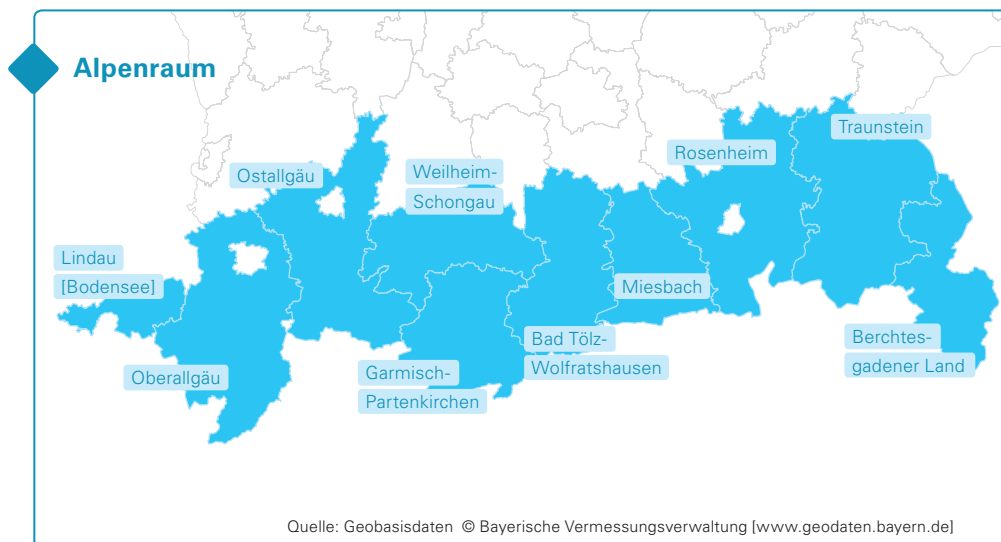 Alpenraum
Traunstein
Rosenheim
Ostallgäu
Weilheim-
Schongau
Lindau
[Bodensee]
Miesbach
Bad Tölz-
Wolfratshausen
Berchtes-
gadener Land
Oberallgäu
Garmisch-
Partenkirchen
Quelle: Geobasisdaten © Bayerische Vermessungsverwaltung [www.geodaten.bayern.de]